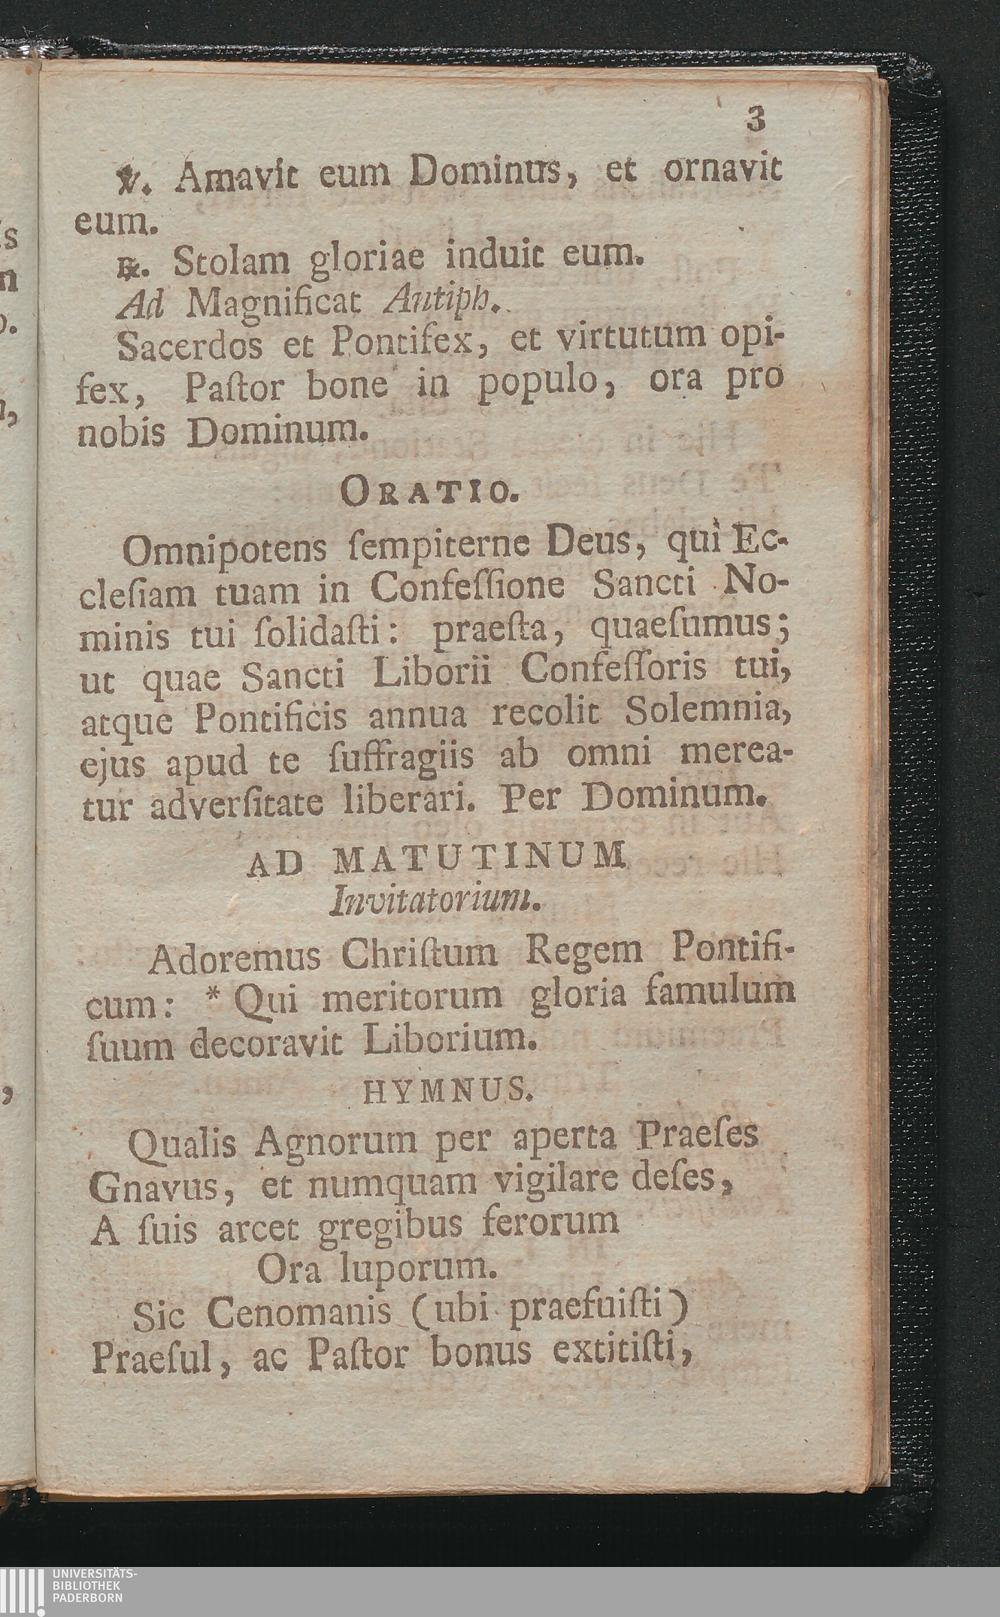 3
℣. Amavit eum Dominus, et ornavit
eum.
℟. Stolam gloriae induit eum.
Ad Magnificat Antiph.
Sacerdos et Pontifex, et virtutum opi-
fex, Paſtor bone in populo, ora pro
nobis Dominum.
ORATIO.
Omnipotens ſempiterne Deus, qui Ec-
cleſiam tuam in Confeſſione Sancti No-
minis tui ſolidaſti: praeſta, quaeſumus;
ut quae Sancti Liborii Confeſſoris tui,
atque Pontificis annua recolit Solemnia,
ejus apud te ſuffragiis ab omni merea-
tur adverſitate liberari. Per Dominum.
AD MATUTINUM
Invitatorium.
Adoremus Chriſtum Regem Pontifi-
cum: * Qui meritorum gloria famulum
ſuum decoravit Liborium.
HYMNUS.
Qualis Agnorum per aperta Praeſes
Gnavus, et numquam vigilare deſes,
A ſuis arcet gregibus ferorum
Ora luporum.
Sic Cenomanis (ubi praefuiſti)
Praeſul, ac Paſtor bonus extitiſti,
UNIVERSITÄTS-
BIBLIOTHEK
PADERBORN